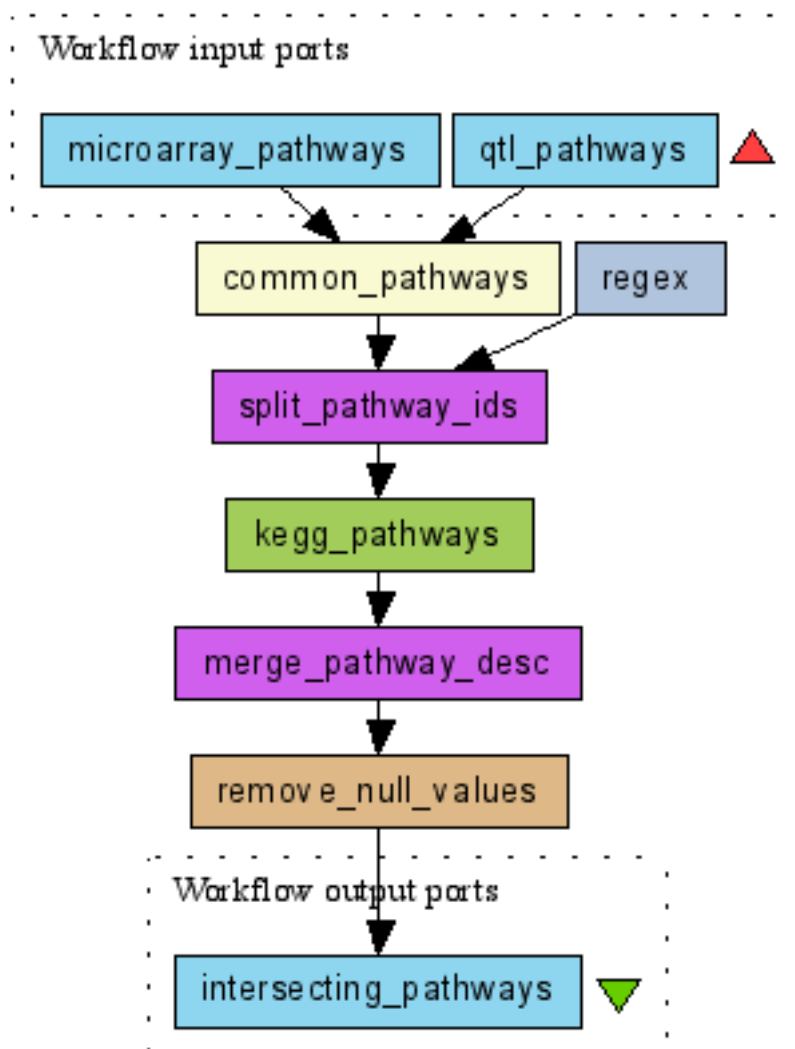 Workflow input ports
microarray_pathways
qtl_pathways
common_pathways
regex
split_pathway_ids
kegg_pathways
merge_pathway_desc
remove_null_values
Workflow output ports
intersecting_pathways